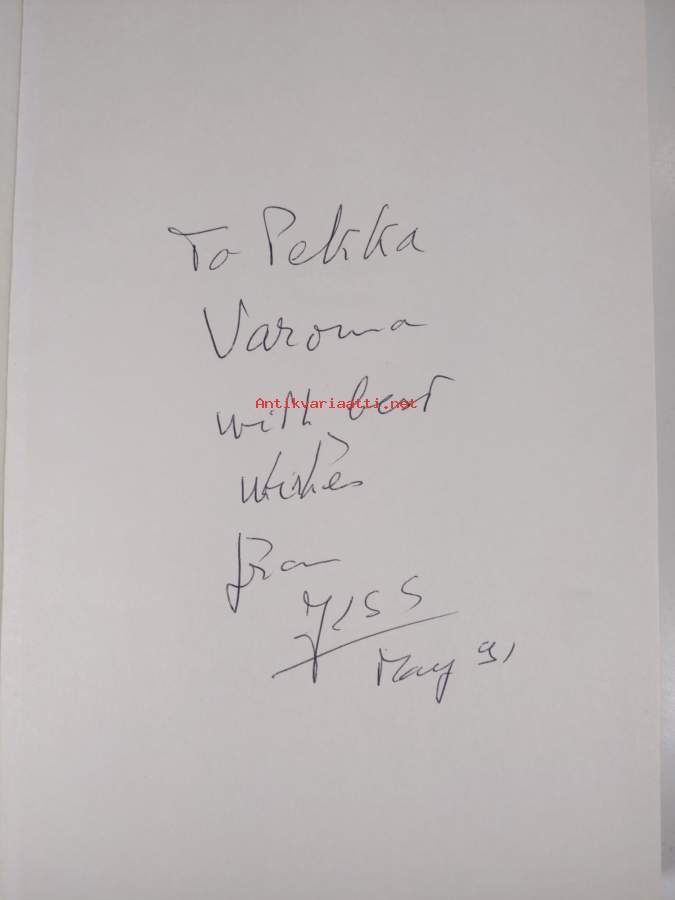 To Pekka
Varoma
with best
Antikvariaatti.net
wishes
from
May 91